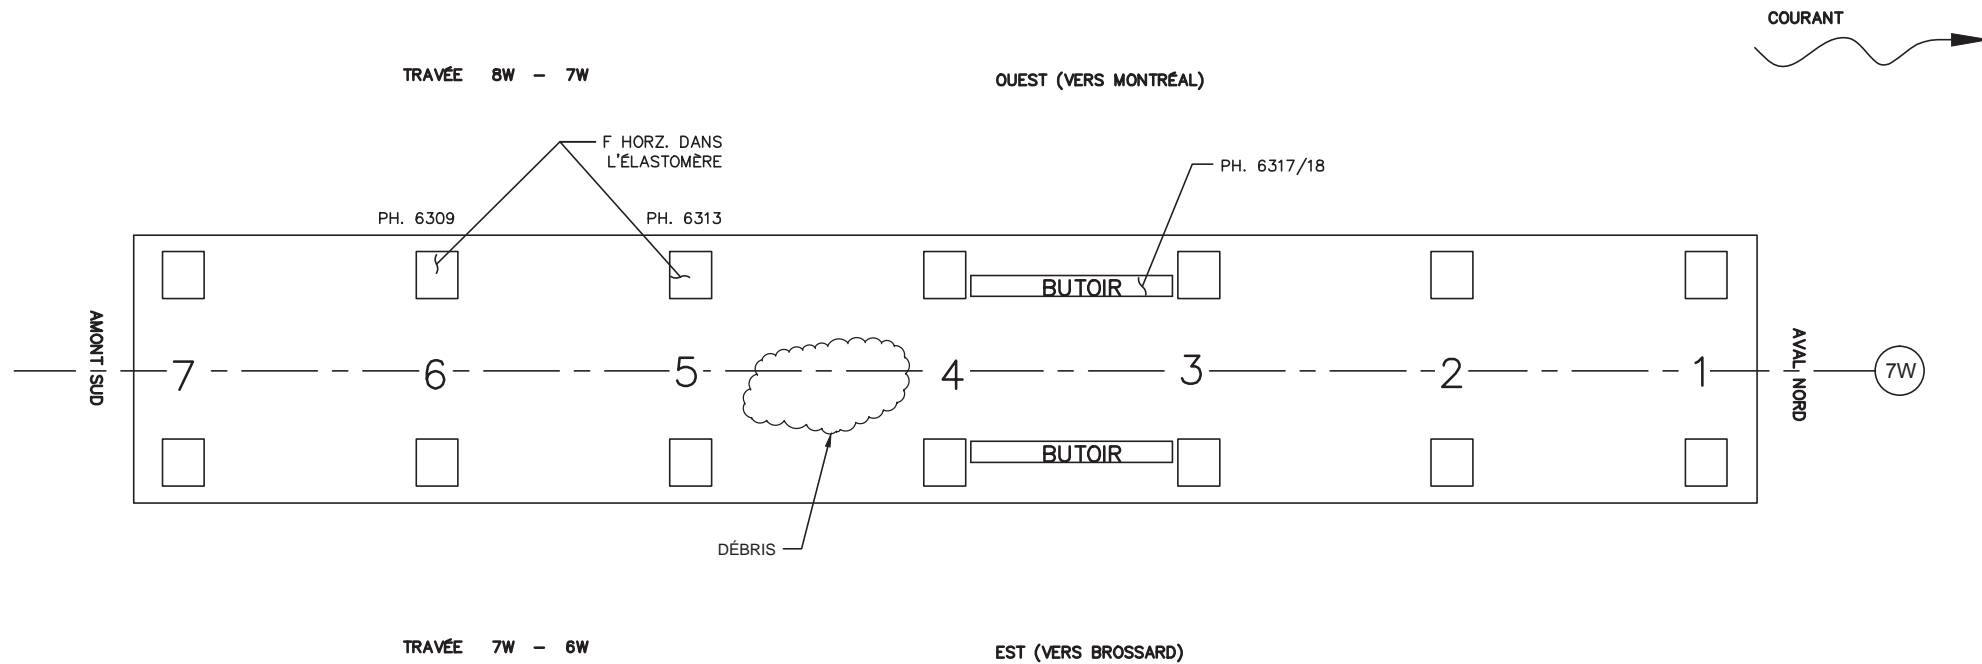 COURANT
TRAVÉE 8W - 7W
OUEST (VERS MONTRÉAL)
F HORZ. DANS
L'ÉLASTOMÈRE
PH. 6317/18
PH. 6309
PH. 6313
BUTOIR
AMONT SUD
7
6
5
4
3
2
1
AVAL NORD
7W
BUTOIR
DÉBRIS
TRAVÉE 7W - 6W
EST (VERS BROSSARD)